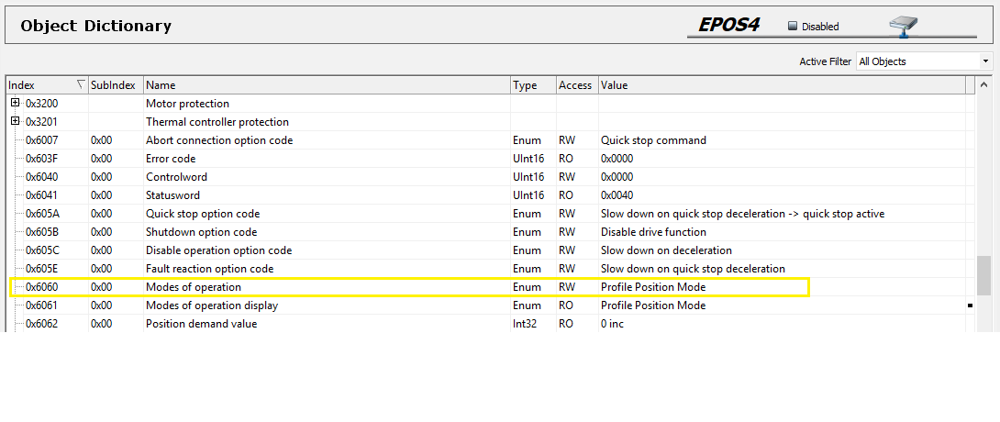 Object Dictionary
EPOS4 Disabled
Active Filter All Objects
Index SubIndex Name Type Access Value
0x3200 Motor protection
0x3201 Thermal controller protection
0x6007 0x00 Abort connection option code Enum RW Quick stop command
0x603F 0x00 Error code UInt16 RO 0x0000
0x6040 0x00 Controlword UInt16 RW 0x0000
0x6041 0x00 Statusword UInt16 RO 0x0040
0x605A 0x00 Quick stop option code Enum RW Slow down on quick stop deceleration -> quick stop active
0x605B 0x00 Shutdown option code Enum RW Disable drive function
0x605C 0x00 Disable operation option code Enum RW Slow down on deceleration
0x605E 0x00 Fault reaction option code Enum RW Slow down on quick stop deceleration
0x6060 0x00 Modes of operation Enum RW Profile Position Mode
0x6061 0x00 Modes of operation display Enum RO Profile Position Mode
0x6062 0x00 Position demand value Int32 RO 0 inc